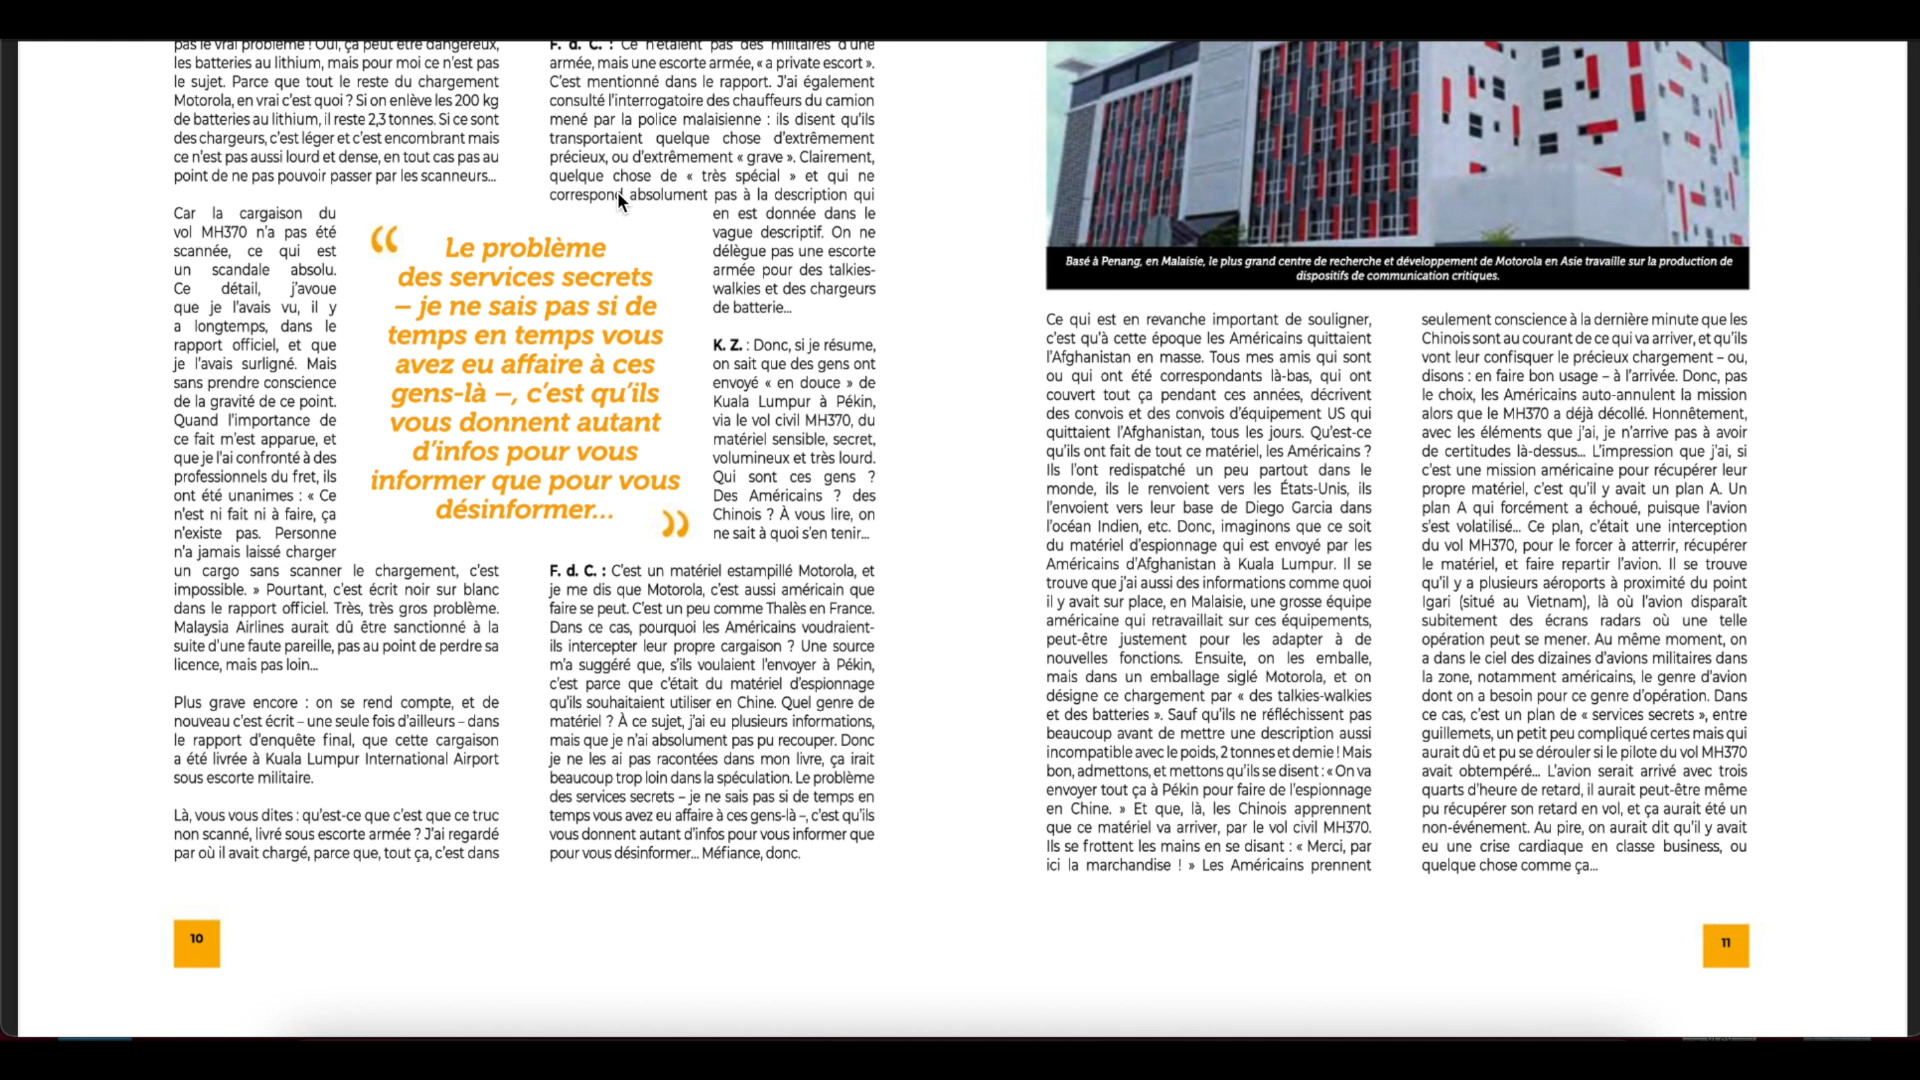 pas le vrai problème ! Oui, ça peut être dangereux,
les batteries au lithium, mais pour moi ce n'est pas
le sujet. Parce que tout le reste du chargement
Motorola, en vrai c'est quoi ? Si on enlève les 200 kg
de batteries au lithium, il reste 2,3 tonnes. Si ce sont
des chargeurs, c'est léger et c'est encombrant mais
ce n'est pas aussi lourd et dense, en tout cas pas au
point de ne pas pouvoir passer par les scanneurs...
Car la cargaison du
vol MH370 n'a pas été
scannée, ce qui est
un scandale absolu.
Ce détail, j'avoue
que je l'avais vu, il y
a longtemps, dans le
rapport officiel, et que
je l'avais surligné. Mais
sans prendre conscience
de la gravité de ce point.
Quand l'importance de
ce fait m'est apparue, et
que je l'ai confronté à des
professionnels du fret, ils
ont été unanimes : « Ce
n'est ni fait ni à faire, ça
n'existe pas. Personne
n'a jamais laissé charger
un cargo sans scanner le chargement, c'est
impossible. » Pourtant, c'est écrit noir sur blanc
dans le rapport officiel. Très, très gros problème.
Malaysia Airlines aurait dû être sanctionné à la
suite d'une faute pareille, pas au point de perdre sa
licence, mais pas loin...
Plus grave encore : on se rend compte, et de
nouveau c'est écrit – une seule fois d'ailleurs – dans
le rapport d'enquête final, que cette cargaison
a été livrée à Kuala Lumpur International Airport
sous escorte militaire.
Là, vous vous dites : qu'est-ce que c'est que ce truc
non scanné, livré sous escorte armée ? J'ai regardé
par où il avait chargé, parce que, tout ça, c'est dans
“ Le problème
des services secrets
– je ne sais pas si de
temps en temps vous
avez eu affaire à ces
gens-là –, c'est qu'ils
vous donnent autant
d'infos pour vous
informer que pour vous
désinformer... ”
F. d. C. : Ce n'étaient pas des militaires d'une
armée, mais une escorte armée, « a private escort ».
C'est mentionné dans le rapport. J'ai également
consulté l'interrogatoire des chauffeurs du camion
mené par la police malaisienne : ils disent qu'ils
transportaient quelque chose d'extrêmement
précieux, ou d'extrêmement « grave ». Clairement,
quelque chose de « très spécial » et qui ne
correspond absolument pas à la description qui
en est donnée dans le
vague descriptif. On ne
délègue pas une escorte
armée pour des talkies-
walkies et des chargeurs
de batterie...
K. Z. : Donc, si je résume,
on sait que des gens ont
envoyé « en douce » de
Kuala Lumpur à Pékin,
via le vol civil MH370, du
matériel sensible, secret,
volumineux et très lourd.
Qui sont ces gens ?
Des Américains ? des
Chinois ? À vous lire, on
ne sait à quoi s'en tenir...
F. d. C. : C'est un matériel estampillé Motorola, et
je me dis que Motorola, c'est aussi américain que
faire se peut. C'est un peu comme Thalès en France.
Dans ce cas, pourquoi les Américains voudraient-
ils intercepter leur propre cargaison ? Une source
m'a suggéré que, s'ils voulaient l'envoyer à Pékin,
c'est parce que c'était du matériel d'espionnage
qu'ils souhaitaient utiliser en Chine. Quel genre de
matériel ? À ce sujet, j'ai eu plusieurs informations,
mais que je n'ai absolument pas pu recouper. Donc
je ne les ai pas racontées dans mon livre, ça irait
beaucoup trop loin dans la spéculation. Le problème
des services secrets – je ne sais pas si de temps en
temps vous avez eu affaire à ces gens-là –, c'est qu'ils
vous donnent autant d'infos pour vous informer que
pour vous désinformer... Méfiance, donc.
10
Basé à Penang, en Malaisie, le plus grand centre de recherche et développement de Motorola en Asie travaille sur la production de
dispositifs de communication critiques.
Ce qui est en revanche important de souligner,
c'est qu'à cette époque les Américains quittaient
l'Afghanistan en masse. Tous mes amis qui sont
ou qui ont été correspondants là-bas, qui ont
couvert tout ça pendant ces années, décrivent
des convois et des convois d'équipement US qui
quittaient l'Afghanistan, tous les jours. Qu'est-ce
qu'ils ont fait de tout ce matériel, les Américains ?
Ils l'ont redispatché un peu partout dans le
monde, ils le renvoient vers les États-Unis, ils
l'envoient vers leur base de Diego Garcia dans
l'océan Indien, etc. Donc, imaginons que ce soit
du matériel d'espionnage qui est envoyé par les
Américains d'Afghanistan à Kuala Lumpur. Il se
trouve que j'ai aussi des informations comme quoi
il y avait sur place, en Malaisie, une grosse équipe
américaine qui retravaillait sur ces équipements,
peut-être justement pour les adapter à de
nouvelles fonctions. Ensuite, on les emballe,
mais dans un emballage siglé Motorola, et on
désigne ce chargement par « des talkies-walkies
et des batteries ». Sauf qu'ils ne réfléchissent pas
beaucoup avant de mettre une description aussi
incompatible avec le poids, 2 tonnes et demie ! Mais
bon, admettons, et mettons qu'ils se disent : « On va
envoyer tout ça à Pékin pour faire de l'espionnage
en Chine. » Et que, là, les Chinois apprennent
que ce matériel va arriver, par le vol civil MH370.
Ils se frottent les mains en se disant : « Merci, par
ici la marchandise ! » Les Américains prennent
seulement conscience à la dernière minute que les
Chinois sont au courant de ce qui va arriver, et qu'ils
vont leur confisquer le précieux chargement – ou,
disons : en faire bon usage – à l'arrivée. Donc, pas
le choix, les Américains auto-annulent la mission
alors que le MH370 a déjà décollé. Honnêtement,
avec les éléments que j'ai, je n'arrive pas à avoir
de certitudes là-dessus... L'impression que j'ai, si
c'est une mission américaine pour récupérer leur
propre matériel, c'est qu'il y avait un plan A. Un
plan A qui forcément a échoué, puisque l'avion
s'est volatilisé... Ce plan, c'était une interception
du vol MH370, pour le forcer à atterrir, récupérer
le matériel, et faire repartir l'avion. Il se trouve
qu'il y a plusieurs aéroports à proximité du point
Igari (situé au Vietnam), là où l'avion disparaît
subitement des écrans radars où une telle
opération peut se mener. Au même moment, on
a dans le ciel des dizaines d'avions militaires dans
la zone, notamment américains, le genre d'avion
dont on a besoin pour ce genre d'opération. Dans
ce cas, c'est un plan de « services secrets », entre
guillemets, un petit peu compliqué certes mais qui
aurait dû et pu se dérouler si le pilote du vol MH370
avait obtempéré... L'avion serait arrivé avec trois
quarts d'heure de retard, il aurait peut-être même
pu récupérer son retard en vol, et ça aurait été un
non-événement. Au pire, on aurait dit qu'il y avait
eu une crise cardiaque en classe business, ou
quelque chose comme ça...
11